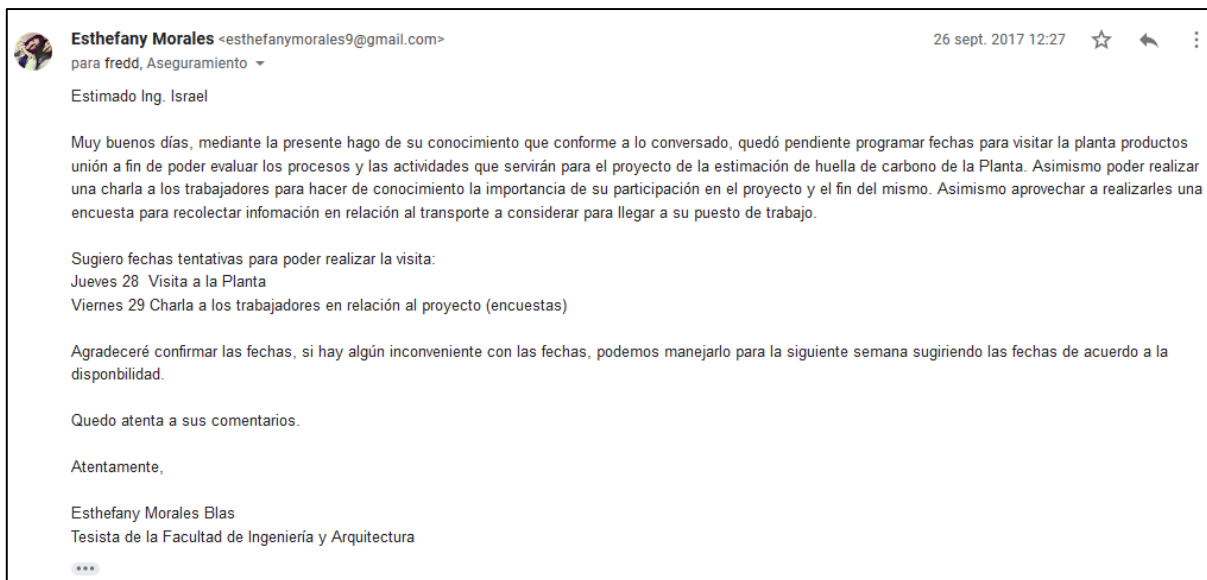 Esthefany Morales <esthefanymorales9@gmail.com> 26 sept. 2017 12:27
para fredd, Aseguramiento
Estimado Ing. Israel
Muy buenos días, mediante la presente hago de su conocimiento que conforme a lo conversado, quedó pendiente programar fechas para visitar la planta productos
unión a fin de poder evaluar los procesos y las actividades que servirán para el proyecto de la estimación de huella de carbono de la Planta. Asimismo poder realizar
una charla a los trabajadores para hacer de conocimiento la importancia de su participación en el proyecto y el fin del mismo. Asimismo aprovechar a realizarles una
encuesta para recolectar infomación en relación al transporte a considerar para llegar a su puesto de trabajo.
Sugiero fechas tentativas para poder realizar la visita:
Jueves 28 Visita a la Planta
Viernes 29 Charla a los trabajadores en relación al proyecto (encuestas)
Agradeceré confirmar las fechas, si hay algún inconveniente con las fechas, podemos manejarlo para la siguiente semana sugiriendo las fechas de acuerdo a la
disponbilidad.
Quedo atenta a sus comentarios.
Atentamente,
Esthefany Morales Blas
Tesista de la Facultad de Ingeniería y Arquitectura